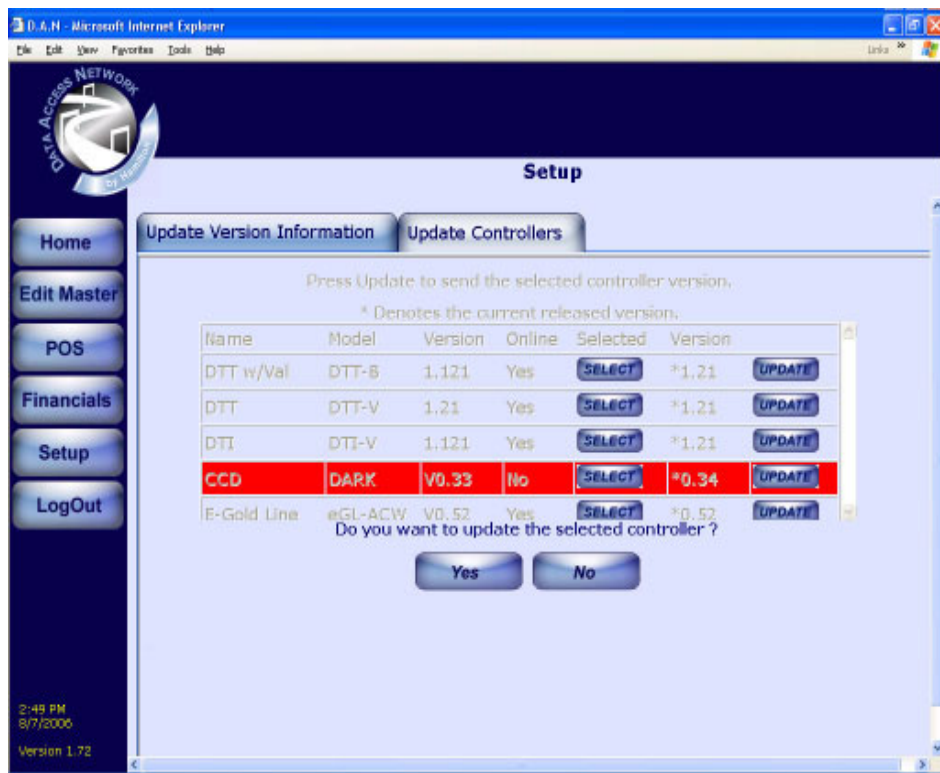 D.A.N - Microsoft Internet Explorer
File Edit View Favorites Tools Help
Links »
DATA ACCESS NETWORK
by Hamilton
Setup
Home
Edit Master
POS
Financials
Setup
LogOut
Update Version Information Update Controllers
Press Update to send the selected controller version.
* Denotes the current released version.
Name Model Version Online Selected Version
DTT w/Val DTT-B 1.121 Yes SELECT *1.21 UPDATE
DTT DTT-V 1.21 Yes SELECT *1.21 UPDATE
DTI DTI-V 1.121 Yes SELECT *1.21 UPDATE
CCD DARK V0.33 No SELECT *0.34 UPDATE
E-Gold Line eGL-ACW V0.52 Yes SELECT *0.52 UPDATE
Do you want to update the selected controller ?
Yes No
2:49 PM
8/7/2006
Version 1.72